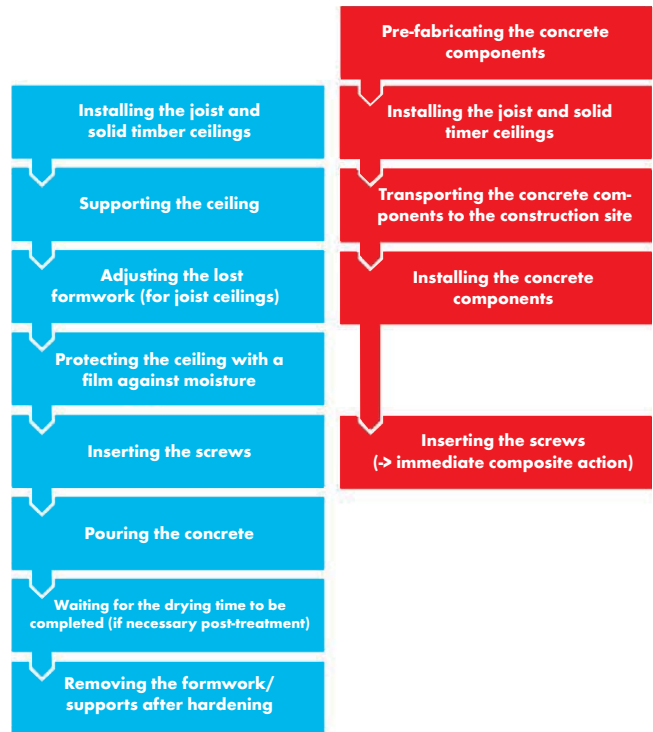 Pre-fabricating the concrete
components
Installing the joist and
solid timber ceilings
Supporting the ceiling
Adjusting the lost
formwork (for joist ceilings)
Protecting the ceiling with a
film against moisture
Inserting the screws
Pouring the concrete
Waiting for the drying time to be
completed (if necessary post-treatment)
Removing the formwork/
supports after hardening
Installing the joist and solid
timer ceilings
Transporting the concrete com-
ponents to the construction site
Installing the concrete
components
Inserting the screws
(-> immediate composite action)